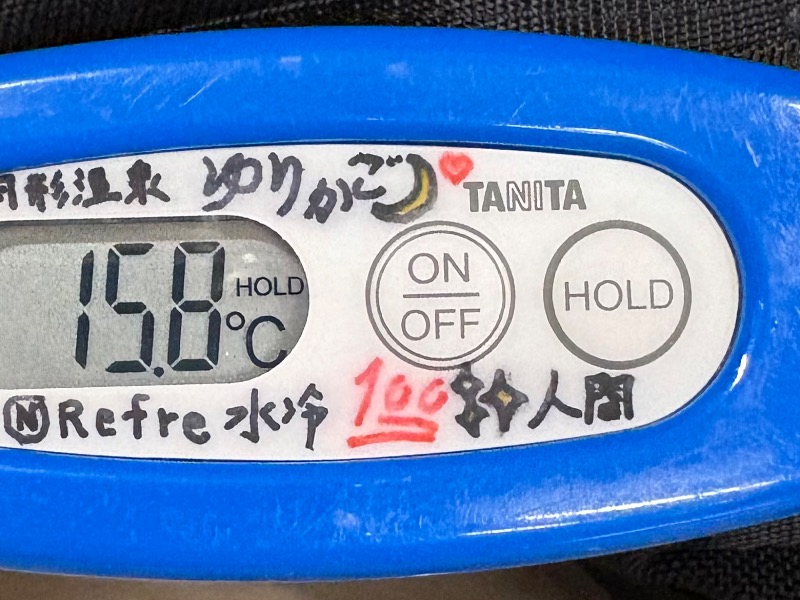 月形温泉 ゆりかご
TANITA
15.8 HOLD °C
ON
OFF
HOLD
Ⓝ Refre 水冷 100 人間